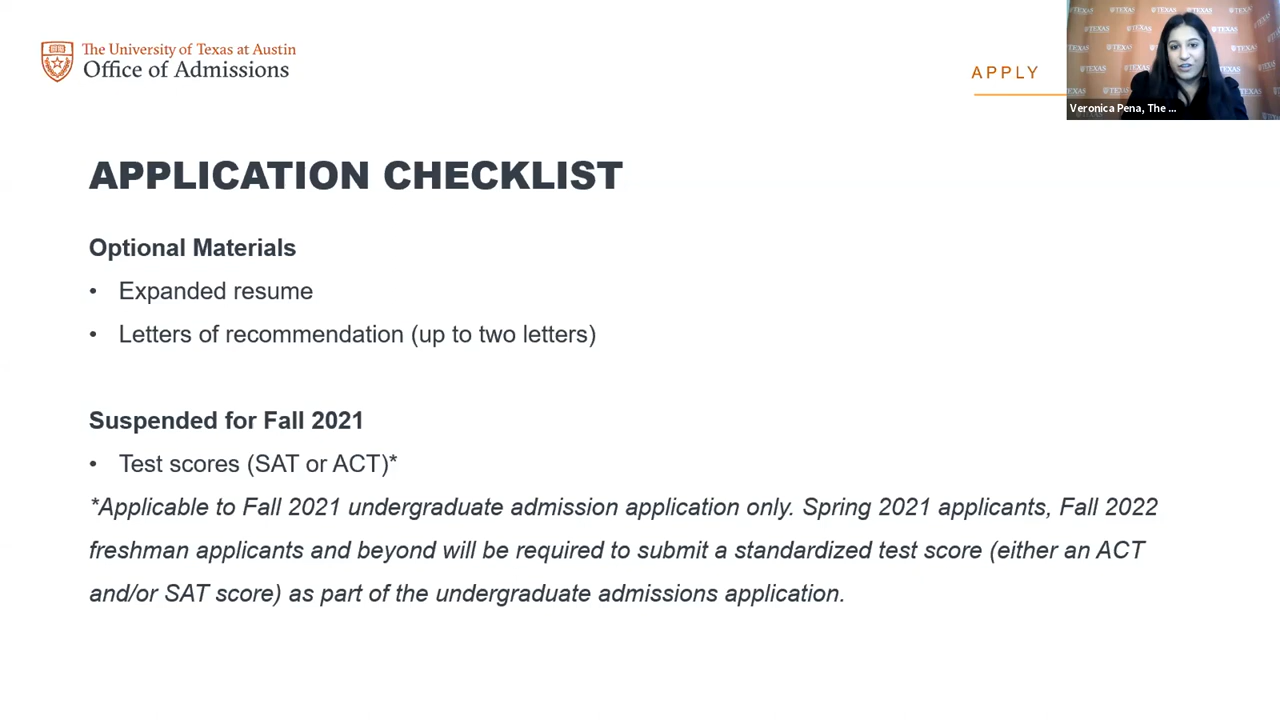 The University of Texas at Austin
Office of Admissions
APPLY
Veronica Pena, The ...
APPLICATION CHECKLIST
Optional Materials
• Expanded resume
• Letters of recommendation (up to two letters)
Suspended for Fall 2021
• Test scores (SAT or ACT)*
*Applicable to Fall 2021 undergraduate admission application only. Spring 2021 applicants, Fall 2022
freshman applicants and beyond will be required to submit a standardized test score (either an ACT
and/or SAT score) as part of the undergraduate admissions application.